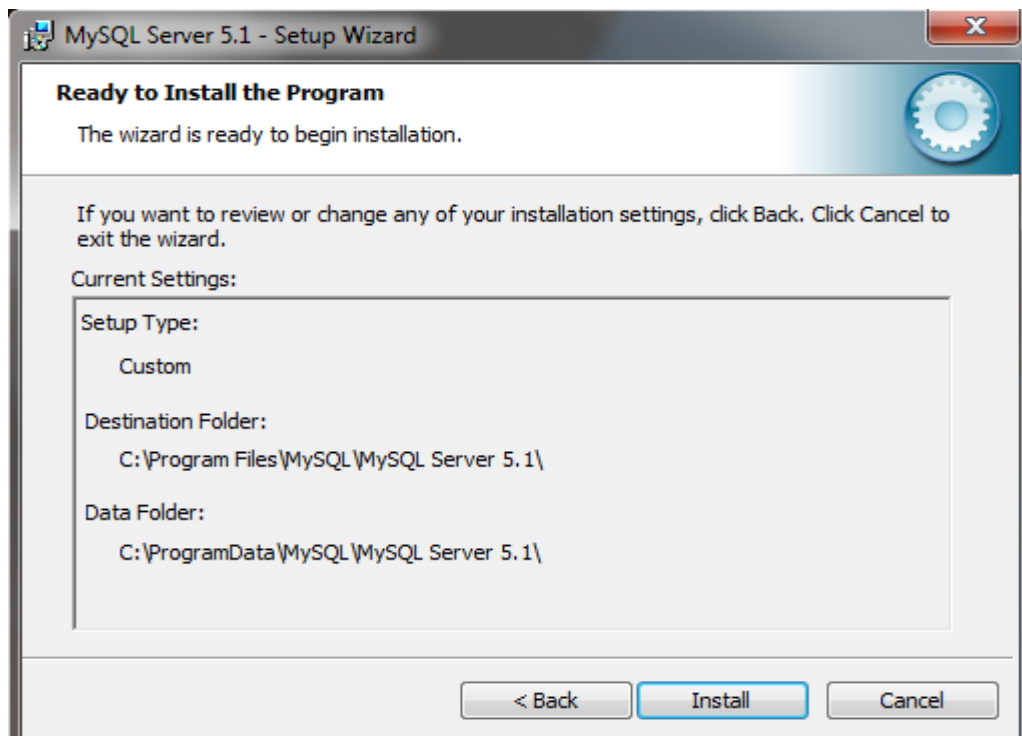 MySQL Server 5.1 - Setup Wizard
Ready to Install the Program
The wizard is ready to begin installation.
If you want to review or change any of your installation settings, click Back. Click Cancel to
exit the wizard.
Current Settings:
Setup Type:
Custom
Destination Folder:
C:\Program Files\MySQL\MySQL Server 5.1\
Data Folder:
C:\ProgramData\MySQL\MySQL Server 5.1\
< Back Install Cancel